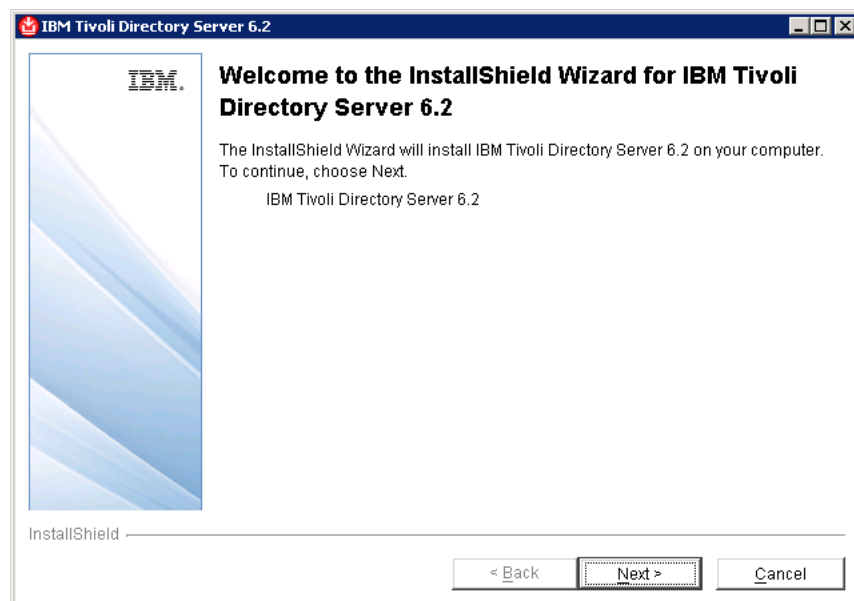 IBM Tivoli Directory Server 6.2
IBM.
Welcome to the InstallShield Wizard for IBM Tivoli
Directory Server 6.2
The InstallShield Wizard will install IBM Tivoli Directory Server 6.2 on your computer.
To continue, choose Next.
IBM Tivoli Directory Server 6.2
InstallShield
< Back
Next >
Cancel